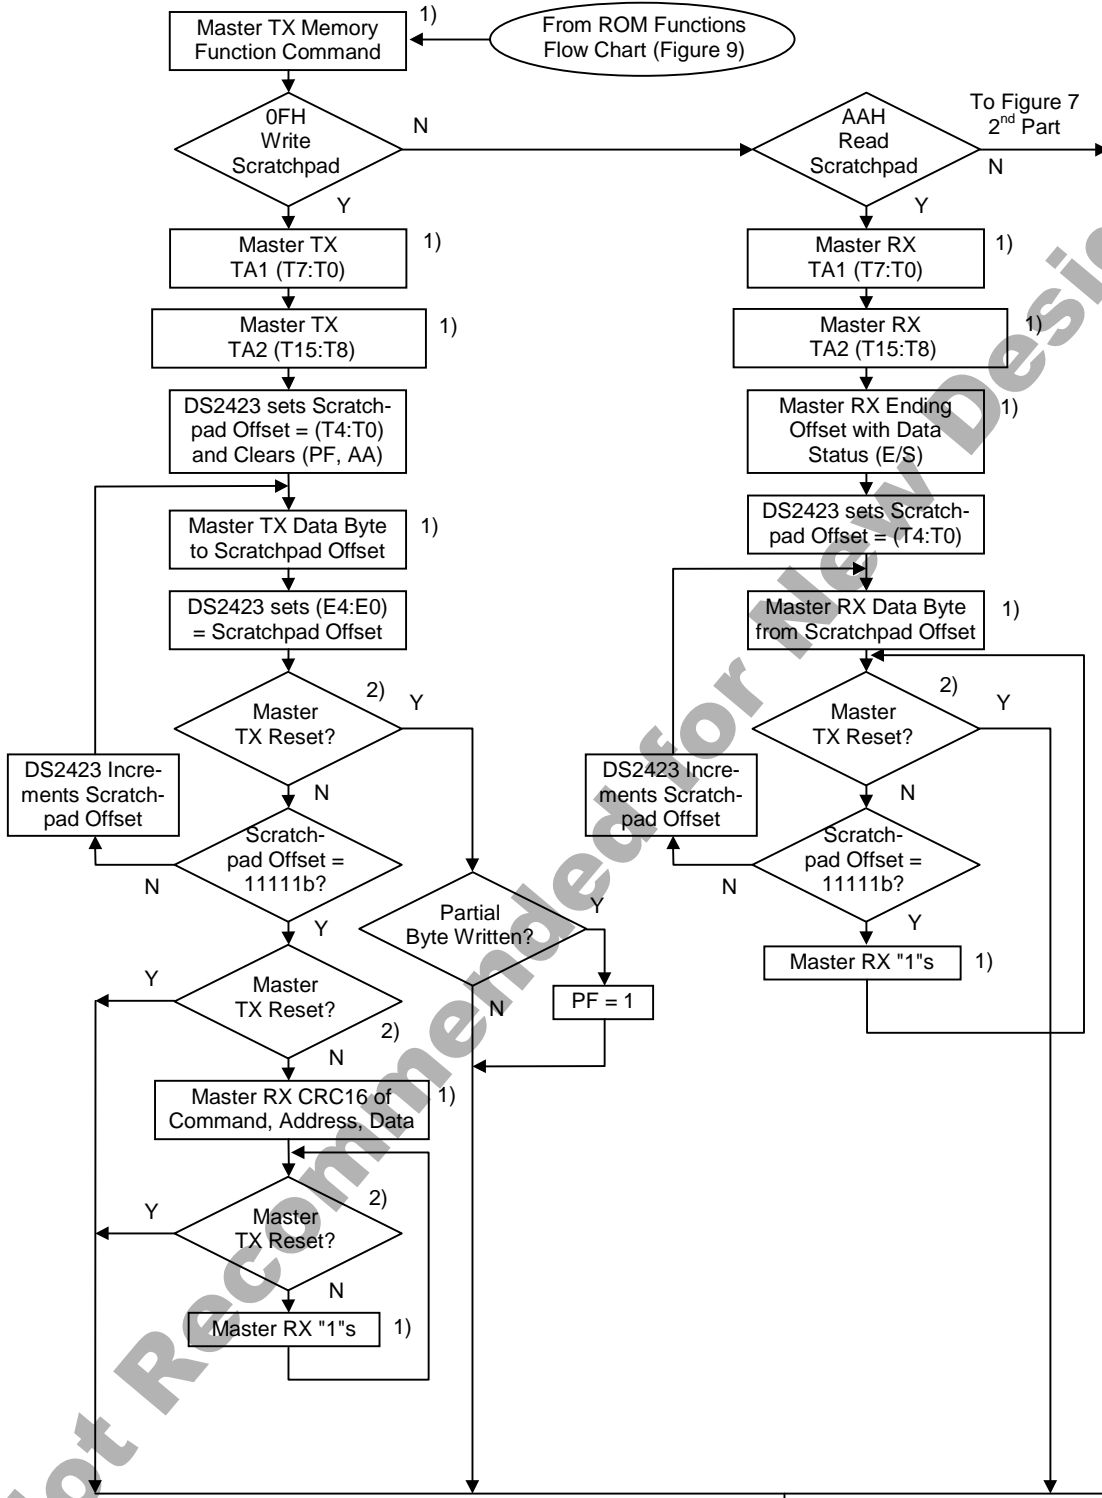 Master TX Memory
Function Command
1)
From ROM Functions
Flow Chart (Figure 9)
0FH
Write
Scratchpad
N
Y
AAH
Read
Scratchpad
To Figure 7
2nd Part
N
Y
Master TX
TA1 (T7:T0)
1)
Master TX
TA2 (T15:T8)
1)
DS2423 sets Scratch-
pad Offset = (T4:T0)
and Clears (PF, AA)
Master TX Data Byte
to Scratchpad Offset
1)
DS2423 sets (E4:E0)
= Scratchpad Offset
Master
TX Reset?
2)
Y
N
DS2423 Incre-
ments Scratch-
pad Offset
Scratch-
pad Offset =
11111b?
N
Y
Partial
Byte Written?
Y
N
PF = 1
Master
TX Reset?
Y
2)
N
Master RX CRC16 of
Command, Address, Data
1)
Master
TX Reset?
Y
2)
N
Master RX "1"s
1)
Master RX
TA1 (T7:T0)
1)
Master RX
TA2 (T15:T8)
1)
Master RX Ending
Offset with Data
Status (E/S)
1)
DS2423 sets Scratch-
pad Offset = (T4:T0)
Master RX Data Byte
from Scratchpad Offset
1)
Master
TX Reset?
2)
Y
N
DS2423 Incre-
ments Scratch-
pad Offset
Scratch-
pad Offset =
11111b?
N
Y
Master RX "1"s
1)
ot Recommended for New Desig